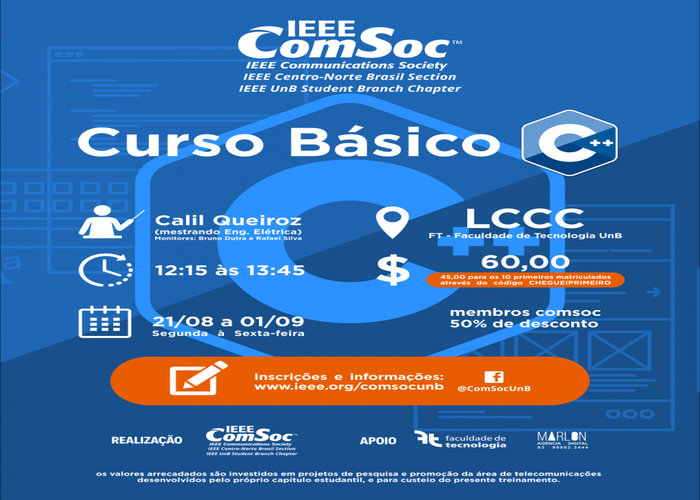 IEEE
ComSoc™
IEEE Communications Society
IEEE Centro-Norte Brasil Section
IEEE UnB Student Branch Chapter
Curso Básico
C++
Calil Queiroz
(mestrando Eng. Elétrica)
Monitores: Bruno Dutra e Rafael Silva
LCCC
FT - Faculdade de Tecnologia UnB
12:15 às 13:45
$
60,00
45,00 para os 10 primeiros matriculados
através do código CHEGUEIPRIMEIRO
21/08 a 01/09
Segunda à Sexta-feira
membros comsoc
50% de desconto
Inscrições e informações:
www.ieee.org/comsocunb
@ComSocUnB
REALIZAÇÃO
IEEE
ComSoc™
IEEE Communications Society
IEEE Centro-Norte Brasil Section
IEEE UnB Student Branch Chapter
APOIO
ft faculdade de
tecnologia
MARLON
AGÊNCIA DIGITAL
os valores arrecadados são investidos em projetos de pesquisa e promoção da área de telecomunicações
desenvolvidos pelo próprio capítulo estudantil, e para custeio do presente treinamento.